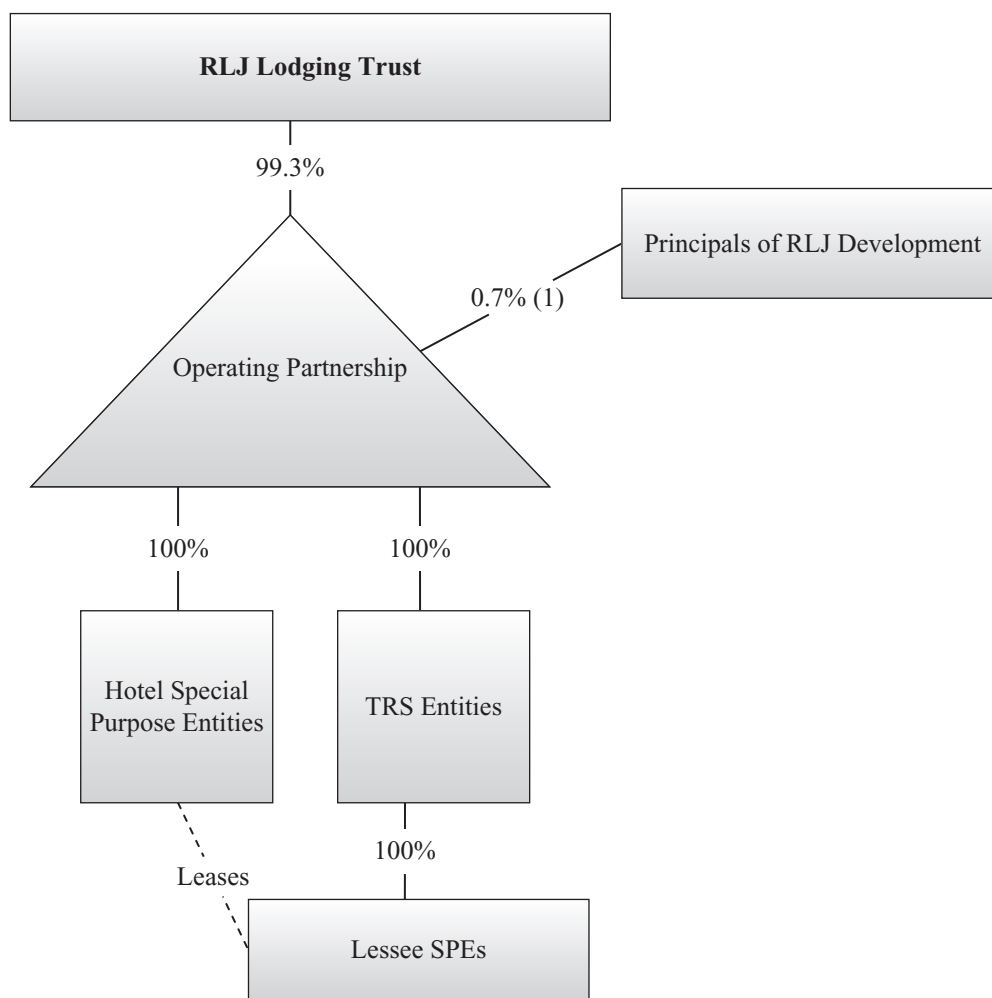 RLJ Lodging Trust
99.3%
Principals of RLJ Development
0.7% (1)
Operating Partnership
100%
100%
Hotel Special
Purpose Entities
TRS Entities
100%
Leases
Lessee SPEs